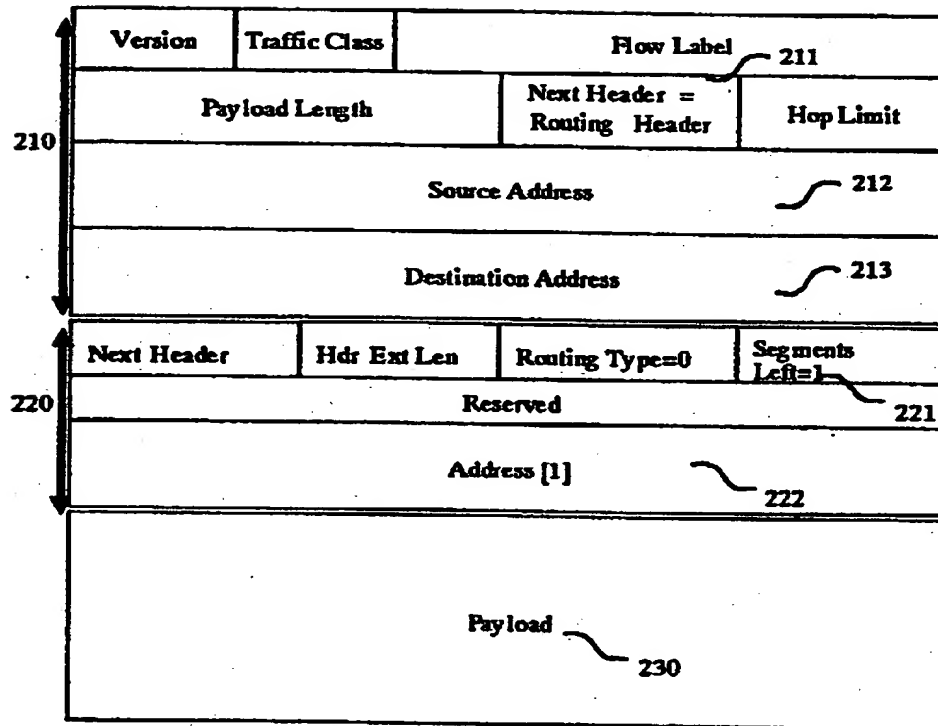 Version
Traffic Class
Flow Label
211
Payload Length
Next Header =
Routing Header
Hop Limit
210
Source Address
212
Destination Address
213
Next Header
Hdr Ext Len
Routing Type=0
Segments
Left=1
220
Reserved
221
Address [1]
222
Payload
230